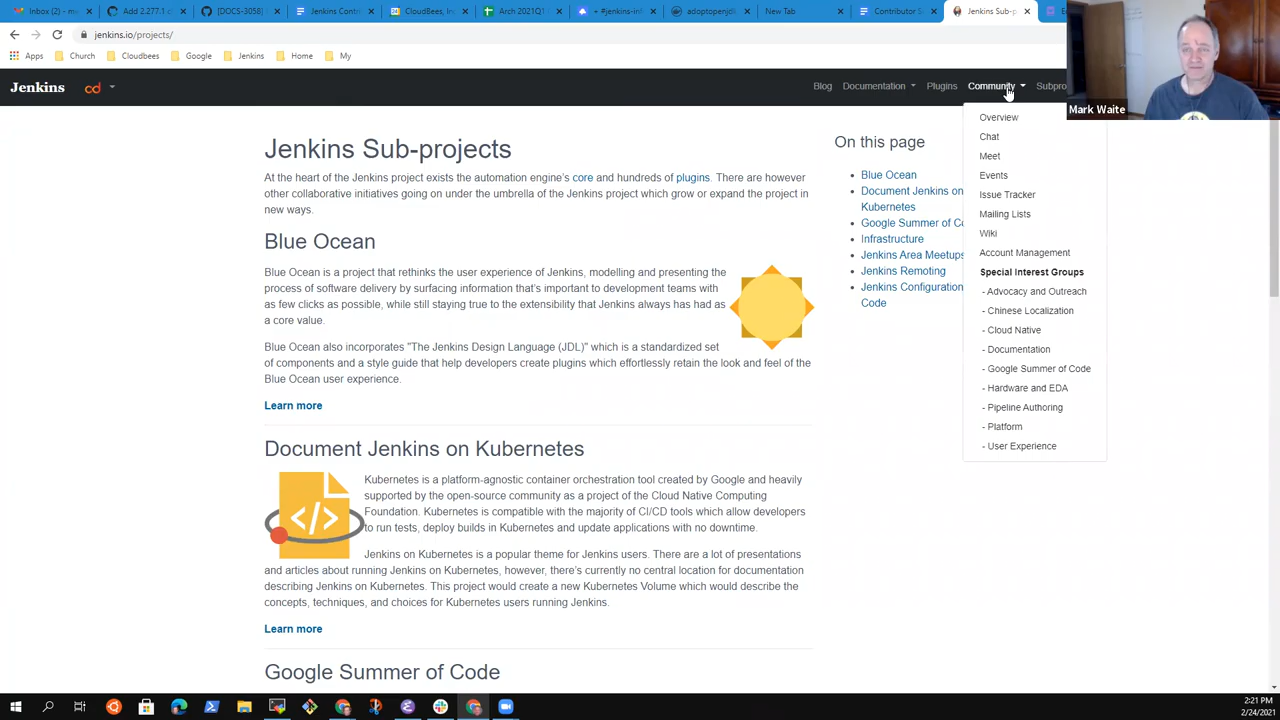 Inbox (2) - m
Add 2.277.1 c
[DOCS-3058]
Jenkins Contri
CloudBees, In
Arch 2021Q1
+ #jenkins-inf
adoptopenjd
New Tab
Contributor S
Jenkins Sub-p
jenkins.io/projects/
Apps Church Cloudbees Google Jenkins Home My
Mark Waite
Jenkins cd Blog Documentation Plugins Community Subpro
Overview
Chat
Meet
Events
Issue Tracker
Mailing Lists
Wiki
Account Management
Special Interest Groups
- Advocacy and Outreach
- Chinese Localization
- Cloud Native
- Documentation
- Google Summer of Code
- Hardware and EDA
- Pipeline Authoring
- Platform
- User Experience
Jenkins Sub-projects
At the heart of the Jenkins project exists the automation engine's core and hundreds of plugins. There are however
other collaborative initiatives going on under the umbrella of the Jenkins project which grow or expand the project in
new ways.
On this page
Blue Ocean
Document Jenkins on
Kubernetes
Google Summer of Co
Infrastructure
Jenkins Area Meetups
Jenkins Remoting
Jenkins Configuration
Code
Blue Ocean
Blue Ocean is a project that rethinks the user experience of Jenkins, modelling and presenting the
process of software delivery by surfacing information that's important to development teams with
as few clicks as possible, while still staying true to the extensibility that Jenkins always has had as
a core value.
Blue Ocean also incorporates "The Jenkins Design Language (JDL)" which is a standardized set
of components and a style guide that help developers create plugins which effortlessly retain the look and feel of the
Blue Ocean user experience.
Learn more
Document Jenkins on Kubernetes
Kubernetes is a platform-agnostic container orchestration tool created by Google and heavily
supported by the open-source community as a project of the Cloud Native Computing
Foundation. Kubernetes is compatible with the majority of CI/CD tools which allow developers
to run tests, deploy builds in Kubernetes and update applications with no downtime.
Jenkins on Kubernetes is a popular theme for Jenkins users. There are a lot of presentations
and articles about running Jenkins on Kubernetes, however, there's currently no central location for documentation
describing Jenkins on Kubernetes. This project would create a new Kubernetes Volume which would describe the
concepts, techniques, and choices for Kubernetes users running Jenkins.
Learn more
Google Summer of Code
2:21 PM
2/24/2021